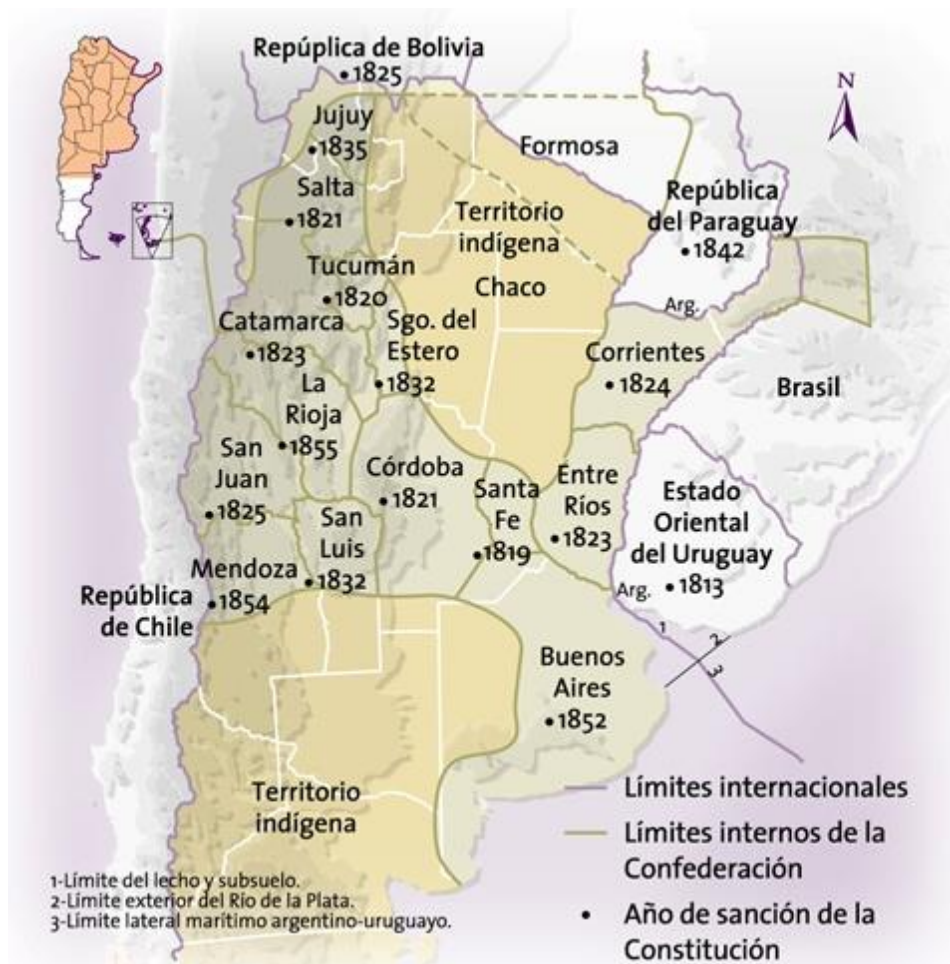 Repúplica de Bolivia
1825
Jujuy
1835
Salta
1821
Tucumán
1820
Catamarca
1823
Sgo. del
Estero
1832
La
Rioja
1855
San
Juan
1825
Córdoba
1821
San
Luis
1832
Mendoza
1854
República
de Chile
Santa
Fe
1819
Entre
Ríos
1823
Corrientes
1824
Formosa
Territorio
indígena
Chaco
República
del Paraguay
1842
Arg.
Brasil
Estado
Oriental
del Uruguay
1813
Arg.
1
2
3
Buenos
Aires
1852
Territorio
indígena
N
1-Límite del lecho y subsuelo.
2-Límite exterior del Río de la Plata.
3-Límite lateral marítimo argentino-uruguayo.
Límites internacionales
Límites internos de la
Confederación
Año de sanción de la
Constitución